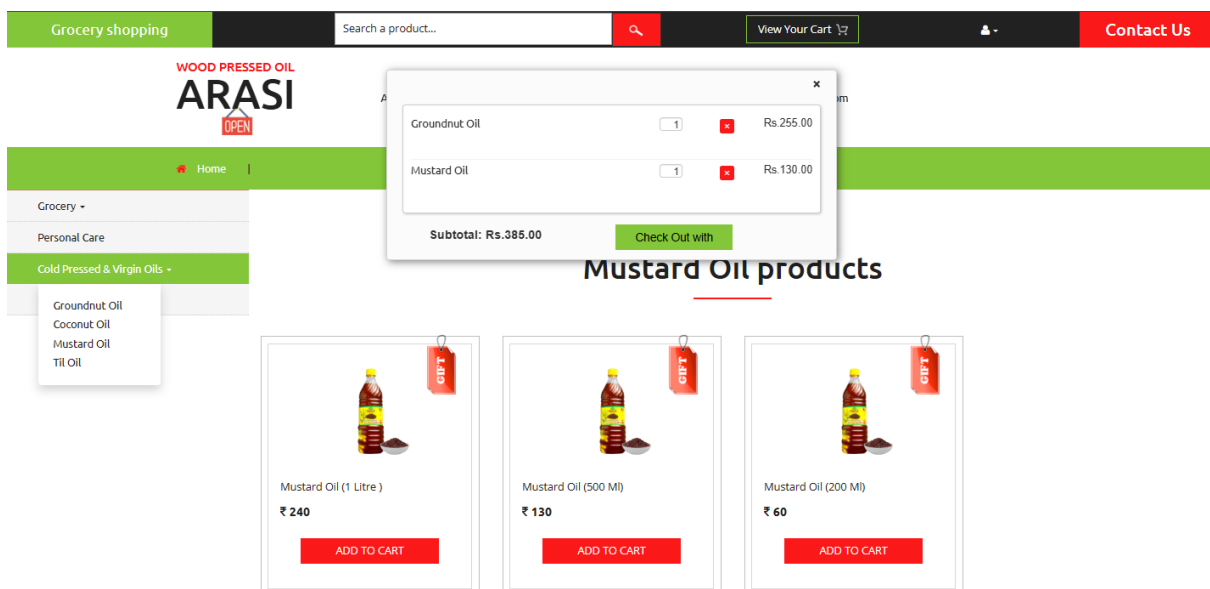 Grocery shopping
Search a product...
View Your Cart
Contact Us
WOOD PRESSED OIL
ARASI
OPEN
A
om
×
Groundnut Oil 1 × Rs.255.00
Mustard Oil 1 × Rs.130.00
Subtotal: Rs.385.00
Check Out with
Home |
Grocery
Personal Care
Cold Pressed & Virgin Oils
Groundnut Oil
Coconut Oil
Mustard Oil
Til Oil
Mustard Oil products
GIFT
GIFT
GIFT
Mustard Oil (1 Litre )
Mustard Oil (500 Ml)
Mustard Oil (200 Ml)
₹ 240
₹ 130
₹ 60
ADD TO CART
ADD TO CART
ADD TO CART